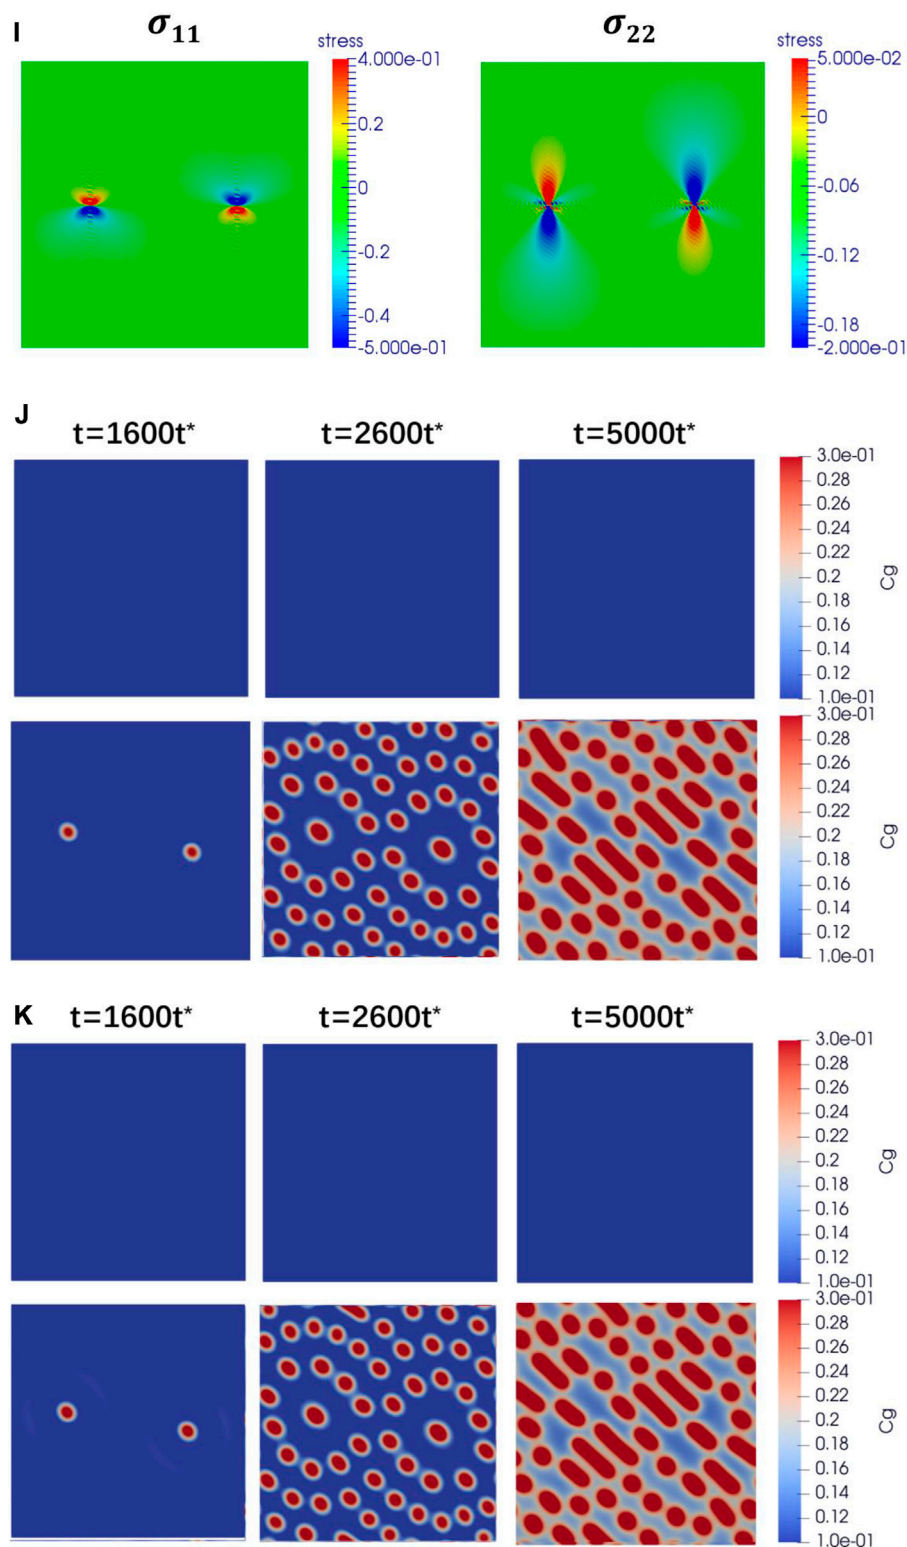 I
σ11
σ22
stress
4.000e-01
0.2
0
-0.2
-0.4
-5.000e-01
stress
5.000e-02
0
-0.06
-0.12
-0.18
-2.000e-01
J
t=1600t* t=2600t* t=5000t*
3.0e-01
0.28
0.26
0.24
0.22
0.2
0.18
0.16
0.14
0.12
1.0e-01
Cg
3.0e-01
0.28
0.26
0.24
0.22
0.2
0.18
0.16
0.14
0.12
1.0e-01
Cg
K
t=1600t* t=2600t* t=5000t*
3.0e-01
0.28
0.26
0.24
0.22
0.2
0.18
0.16
0.14
0.12
1.0e-01
Cg
3.0e-01
0.28
0.26
0.24
0.22
0.2
0.18
0.16
0.14
0.12
1.0e-01
Cg